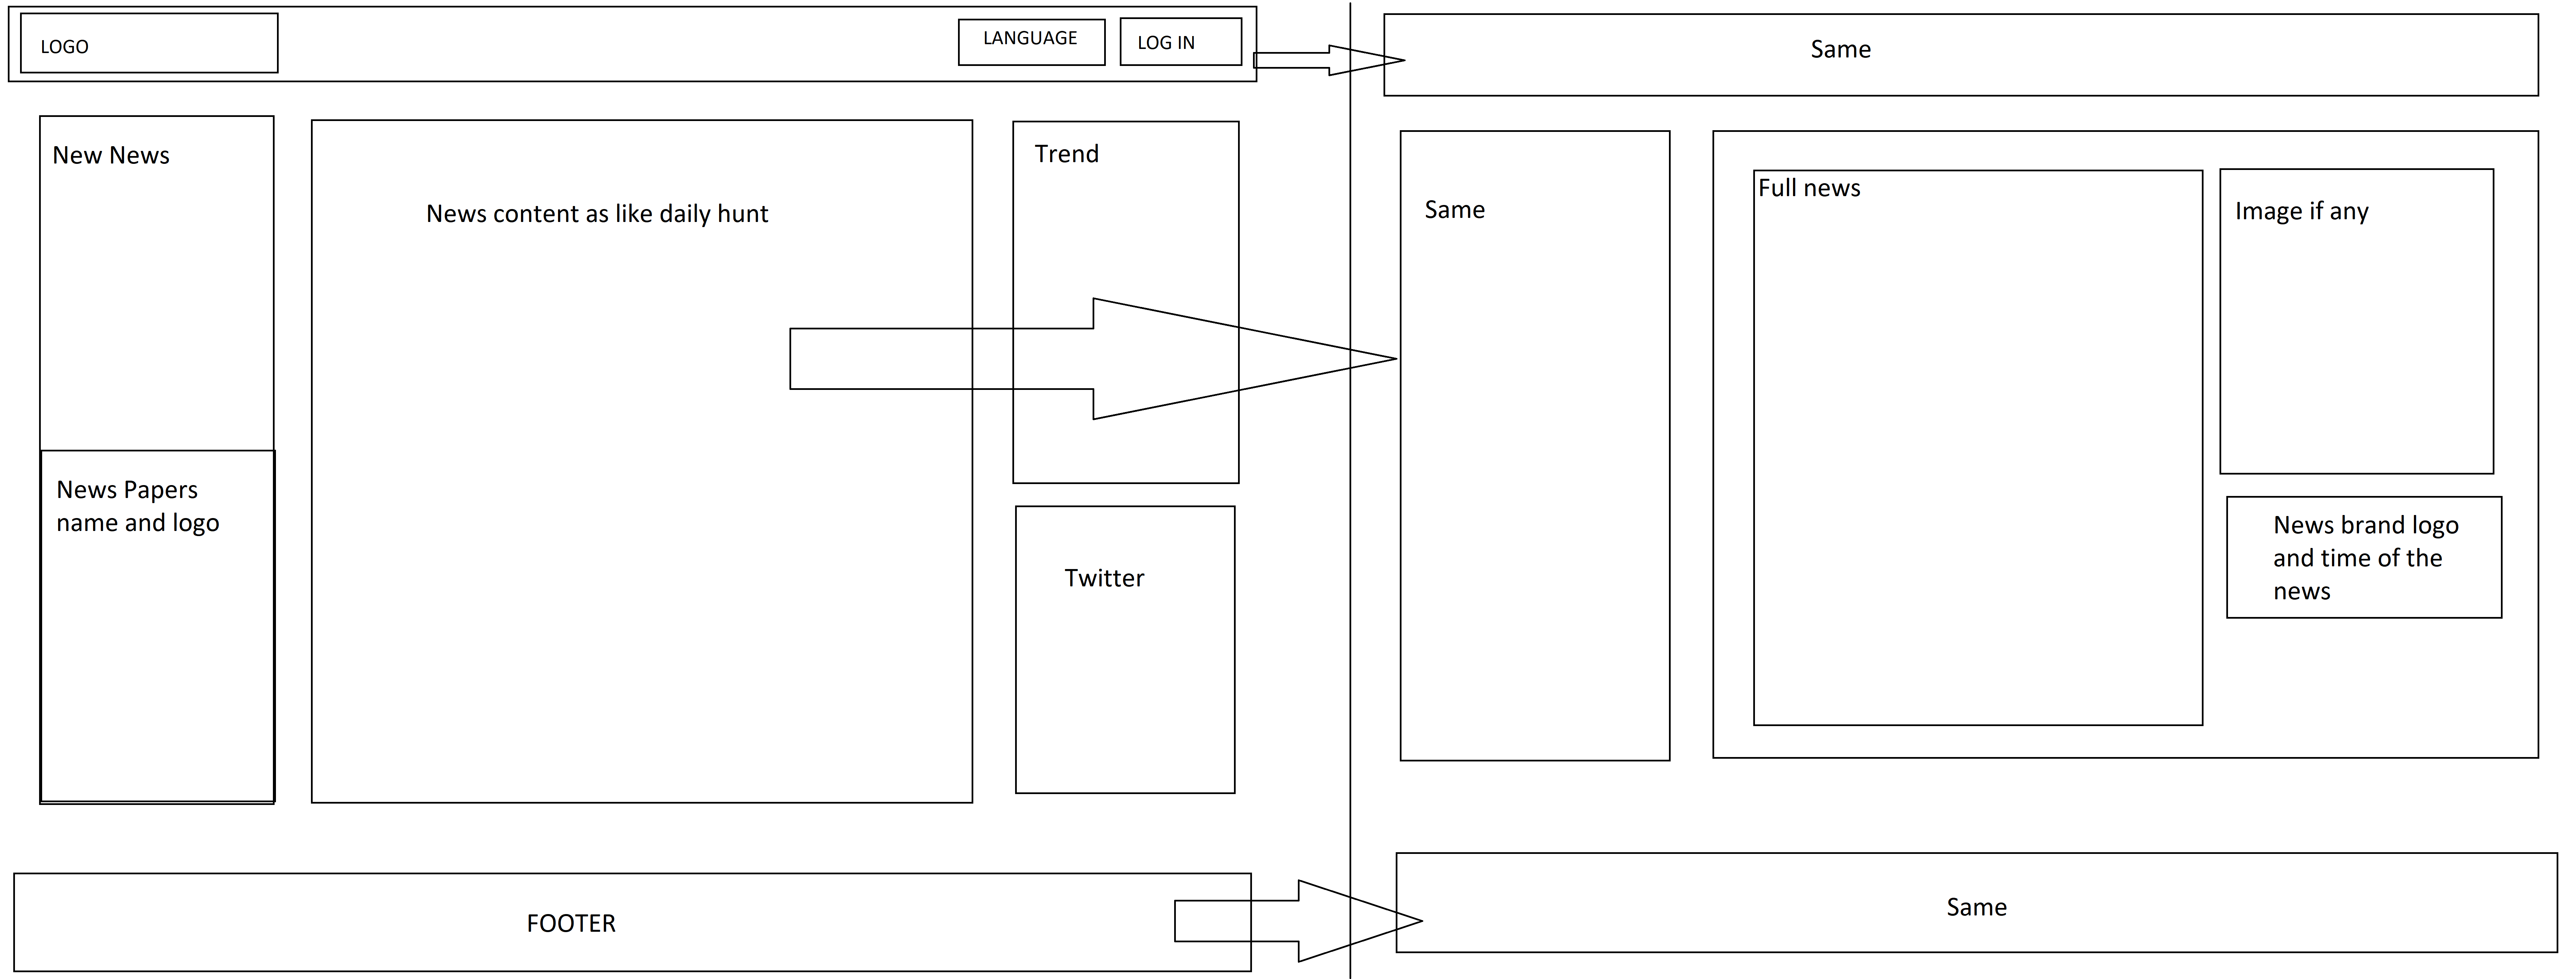 LOGO
LANGUAGE
LOG IN
New News
News content as like daily hunt
Trend
News Papers
name and logo
Twitter
FOOTER
Same
Same
Full news
Image if any
News brand logo
and time of the
news
Same